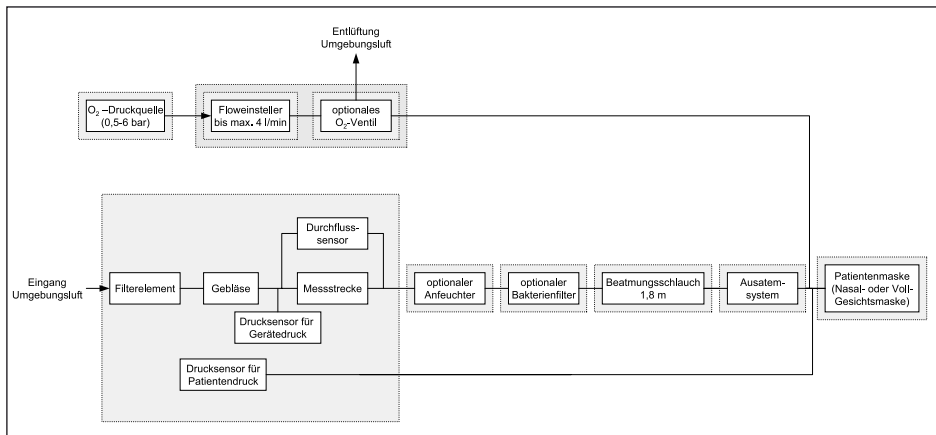 Entlüftung
Umgebungsluft
O₂ –Druckquelle
(0,5-6 bar)
Floweinsteller
bis max. 4 l/min
optionales
O₂-Ventil
Durchfluss-
sensor
Eingang
Umgebungsluft
Filterelement
Gebläse
Messstrecke
optionaler
Anfeuchter
optionaler
Bakterienfilter
Beatmungsschlauch
1,8 m
Ausatem-
system
Patientenmaske
(Nasal- oder Voll-
Gesichtsmaske)
Drucksensor für
Gerätedruck
Drucksensor für
Patientendruck